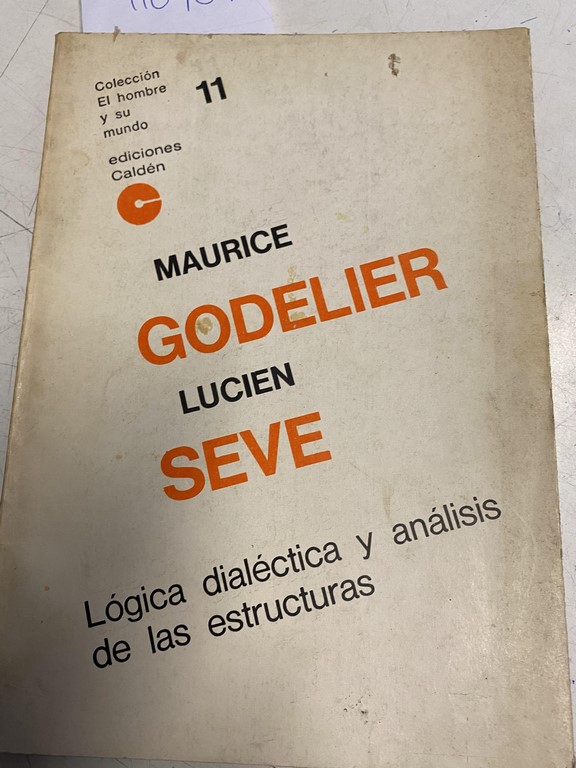 Colección
El hombre
y su
mundo
11
ediciones
Caldén
MAURICE
GODELIER
LUCIEN
SEVE
Lógica dialéctica y análisis
de las estructuras